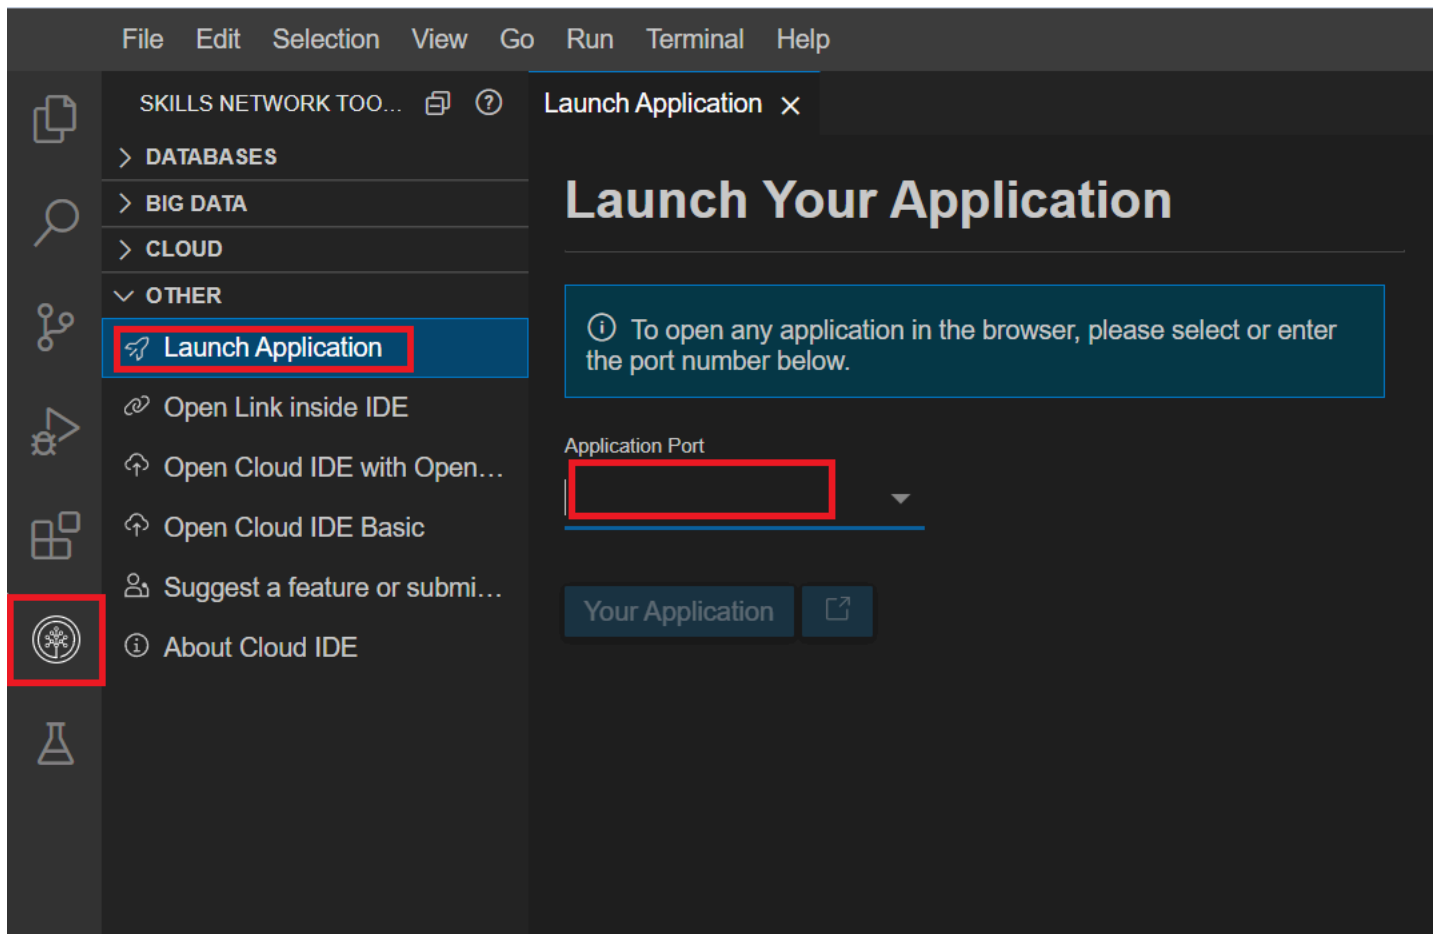 File Edit Selection View Go Run Terminal Help
SKILLS NETWORK TOO...
DATABASES
BIG DATA
CLOUD
OTHER
Launch Application
Open Link inside IDE
Open Cloud IDE with Open...
Open Cloud IDE Basic
Suggest a feature or submi...
About Cloud IDE
Launch Application
Launch Your Application
To open any application in the browser, please select or enter
the port number below.
Application Port
Your Application